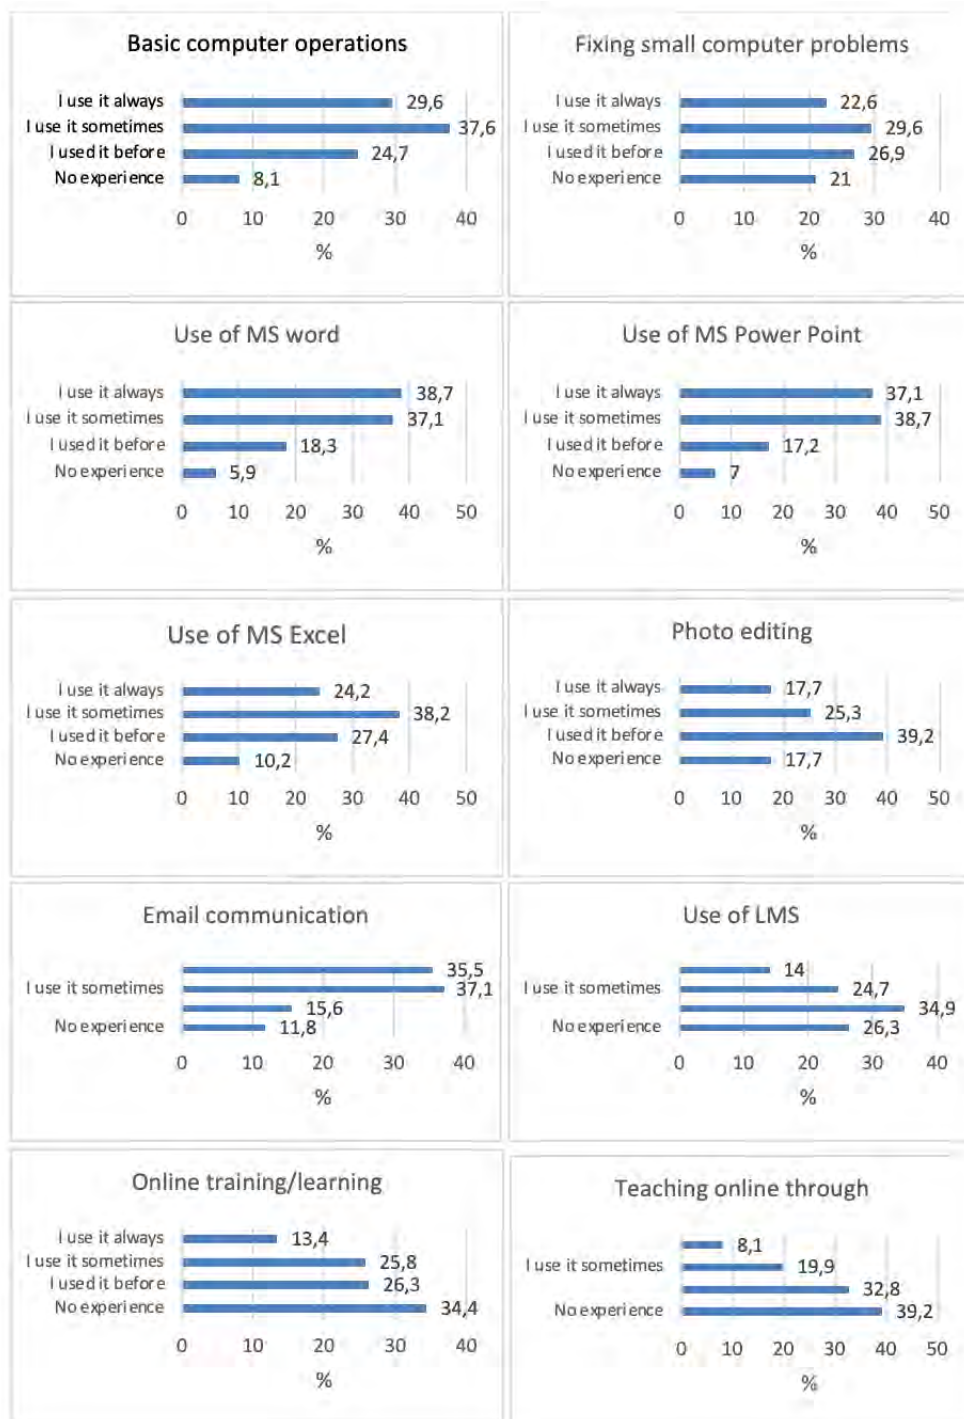 Basic computer operations
I use it always 29,6
I use it sometimes 37,6
I used it before 24,7
No experience 8,1
0 10 20 30 40
%
Fixing small computer problems
I use it always 22,6
I use it sometimes 29,6
I used it before 26,9
No experience 21
0 10 20 30 40
%
Use of MS word
I use it always 38,7
I use it sometimes 37,1
I used it before 18,3
No experience 5,9
0 10 20 30 40 50
%
Use of MS Power Point
I use it always 37,1
I use it sometimes 38,7
I used it before 17,2
No experience 7
0 10 20 30 40 50
%
Use of MS Excel
I use it always 24,2
I use it sometimes 38,2
I used it before 27,4
No experience 10,2
0 10 20 30 40 50
%
Photo editing
I use it always 17,7
I use it sometimes 25,3
I used it before 39,2
No experience 17,7
0 10 20 30 40 50
%
Email communication
35,5
I use it sometimes 37,1
15,6
No experience 11,8
0 10 20 30 40
%
Use of LMS
14
I use it sometimes 24,7
34,9
No experience 26,3
0 10 20 30 40
%
Online training/learning
I use it always 13,4
I use it sometimes 25,8
I used it before 26,3
No experience 34,4
0 10 20 30 40
%
Teaching online through
8,1
I use it sometimes 19,9
32,8
No experience 39,2
0 10 20 30 40 50
%